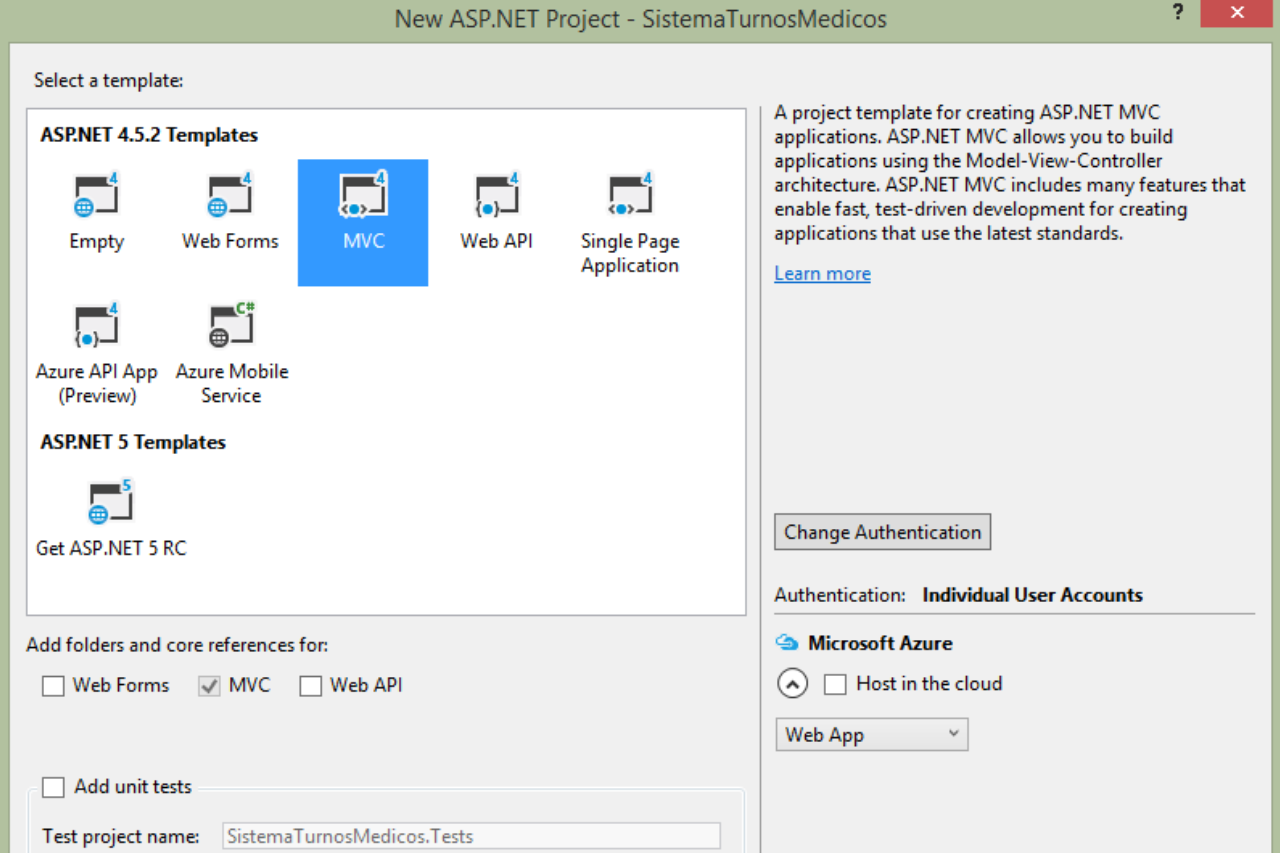 New ASP.NET Project - SistemaTurnosMedicos
?
Select a template:
ASP.NET 4.5.2 Templates
4 4 4 4 4
Empty Web Forms MVC Web API Single Page
Application
4 C#
Azure API App Azure Mobile
(Preview) Service
ASP.NET 5 Templates
5
Get ASP.NET 5 RC
A project template for creating ASP.NET MVC
applications. ASP.NET MVC allows you to build
applications using the Model-View-Controller
architecture. ASP.NET MVC includes many features that
enable fast, test-driven development for creating
applications that use the latest standards.
Learn more
Change Authentication
Authentication: Individual User Accounts
Microsoft Azure
Host in the cloud
Web App
Add folders and core references for:
Web Forms MVC Web API
Add unit tests
Test project name: SistemaTurnosMedicos.Tests